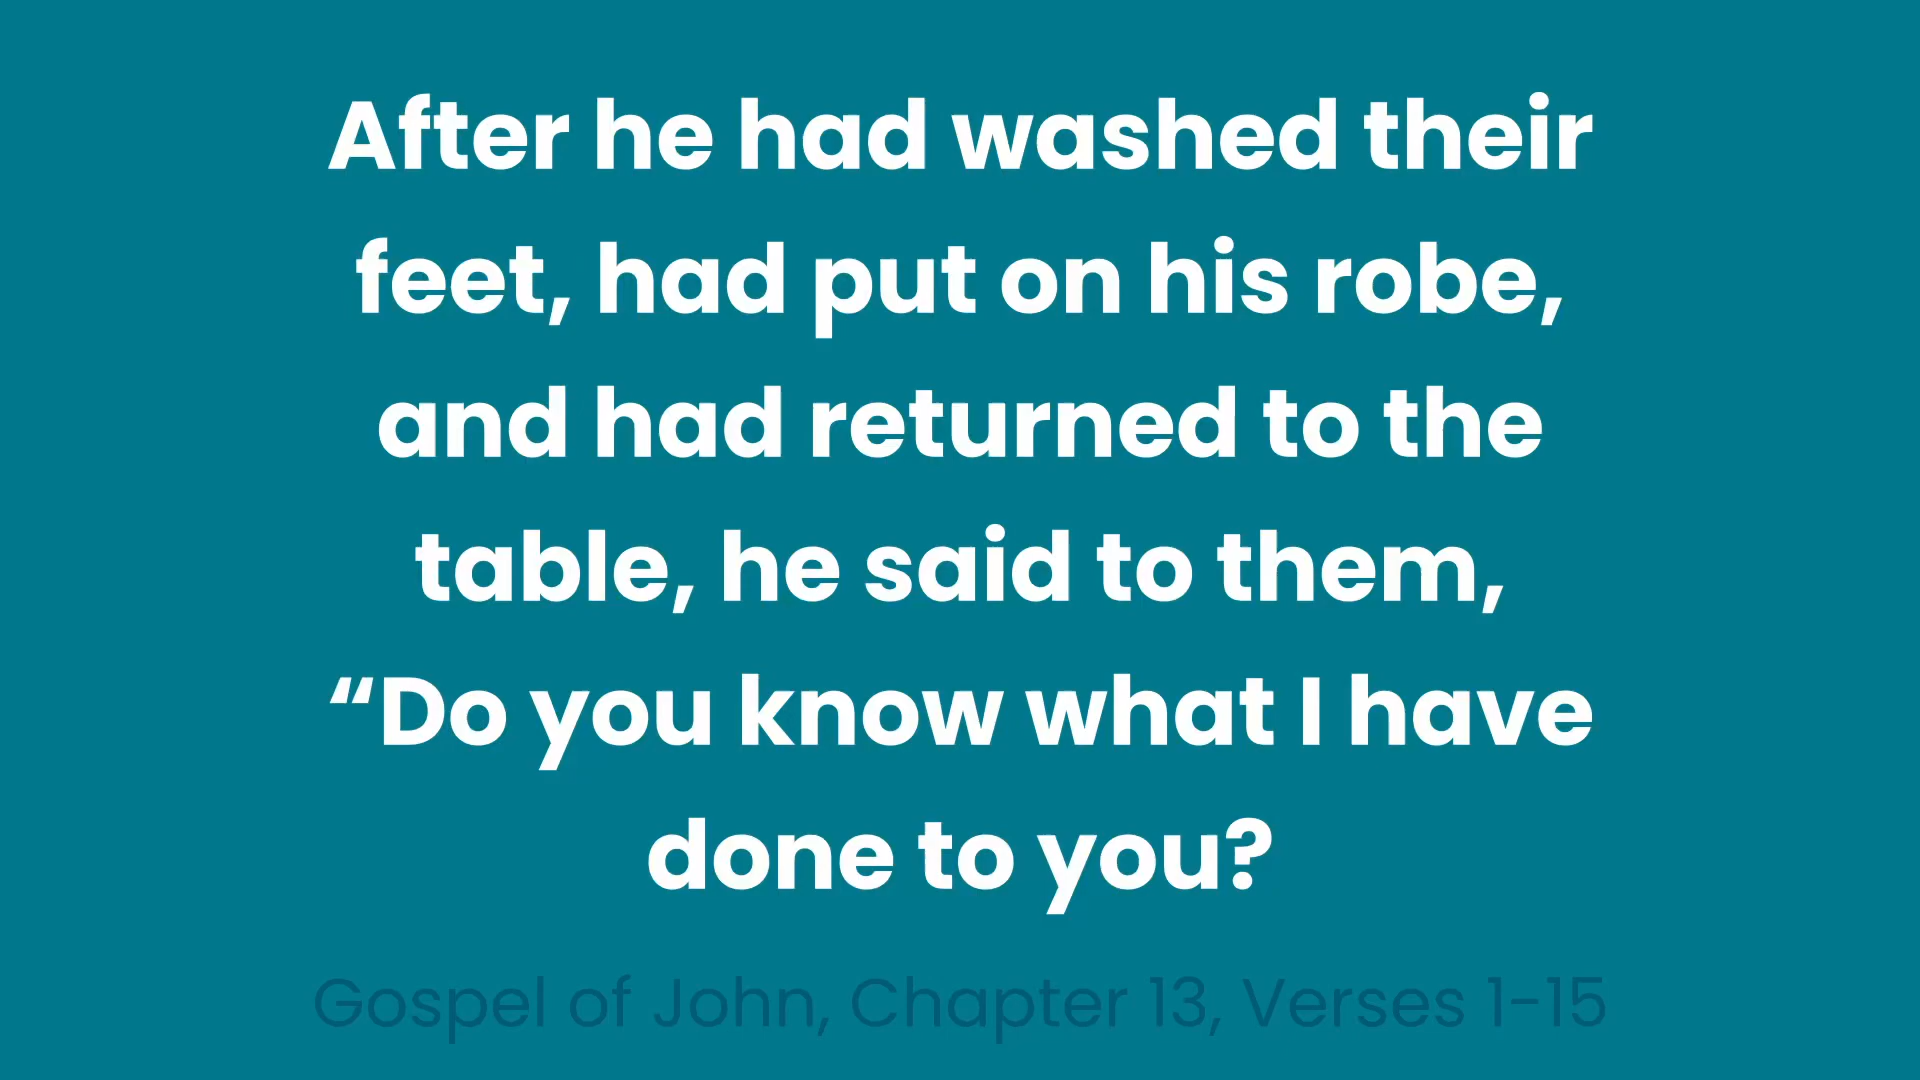 After he had washed their
feet, had put on his robe,
and had returned to the
table, he said to them,
“Do you know what I have
done to you?
Gospel of John, Chapter 13, Verses 1-15